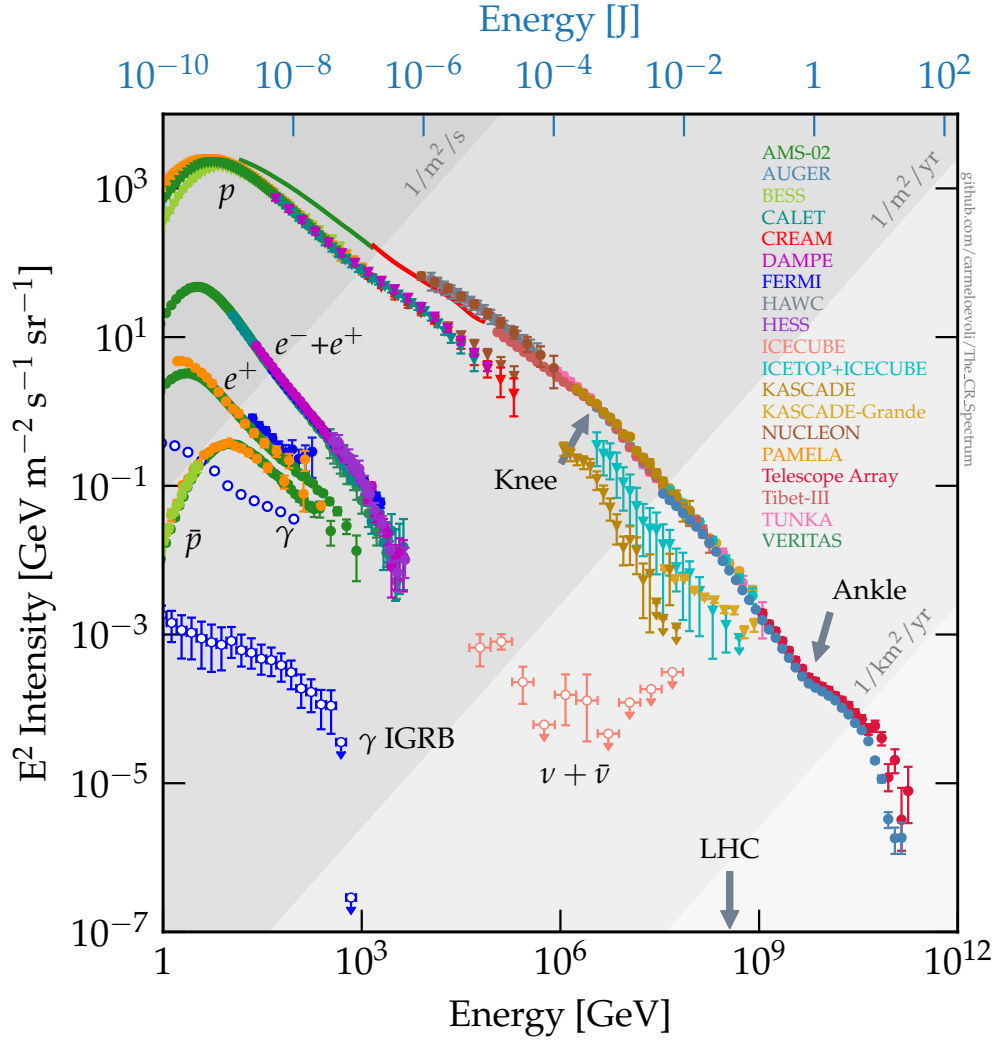 Energy [J]
10⁻¹⁰ 10⁻⁸ 10⁻⁶ 10⁻⁴ 10⁻² 1 10²
1/m²/s
1/m²/yr
1/km²/yr
AMS-02
AUGER
BESS
CALET
CREAM
DAMPE
FERMI
HAWC
HESS
ICECUBE
ICETOP+ICECUBE
KASCADE
KASCADE-Grande
NUCLEON
PAMELA
Telescope Array
Tibet-III
TUNKA
VERITAS
github.com/carmeloevoli/The_CR_Spectrum
p
e⁻+e⁺
e⁺
p̄
γ
Knee
Ankle
γ IGRB
ν + ν̄
LHC
10³
10¹
10⁻¹
10⁻³
10⁻⁵
10⁻⁷
E² Intensity [GeV m⁻² s⁻¹ sr⁻¹]
1 10³ 10⁶ 10⁹ 10¹²
Energy [GeV]